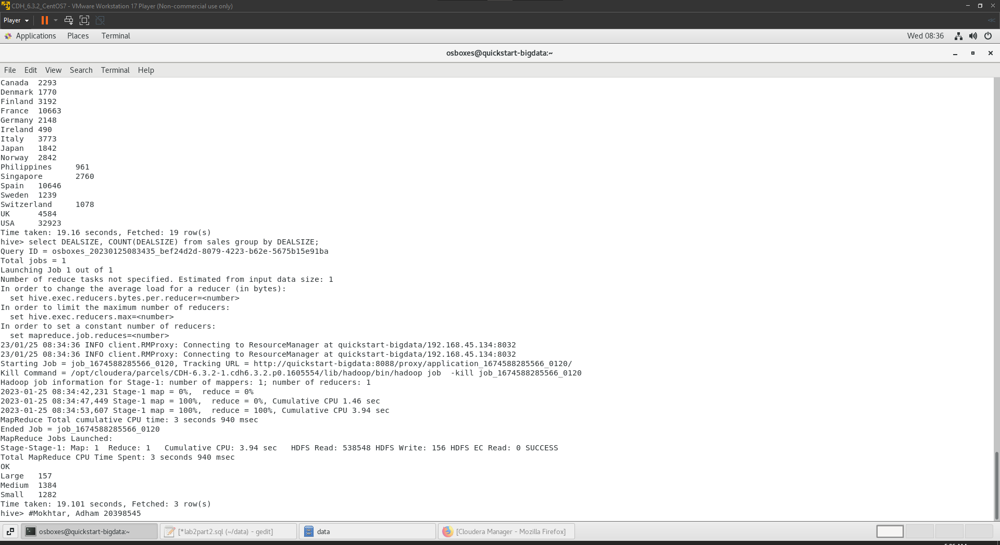 CDH_6.3.2_CentOS7 - VMware Workstation 17 Player (Non-commercial use only)
Player
Applications Places Terminal Wed 08:36
osboxes@quickstart-bigdata:~
File Edit View Search Terminal Help
Canada 2293
Denmark 1770
Finland 3192
France 10663
Germany 2148
Ireland 490
Italy 3773
Japan 1842
Norway 2842
Philippines 961
Singapore 2760
Spain 10646
Sweden 1239
Switzerland 1078
UK 4584
USA 32923
Time taken: 19.16 seconds, Fetched: 19 row(s)
hive> select DEALSIZE, COUNT(DEALSIZE) from sales group by DEALSIZE;
Query ID = osboxes_20230125083435_bef24d2d-8079-4223-b62e-5675b15e91ba
Total jobs = 1
Launching Job 1 out of 1
Number of reduce tasks not specified. Estimated from input data size: 1
In order to change the average load for a reducer (in bytes):
  set hive.exec.reducers.bytes.per.reducer=<number>
In order to limit the maximum number of reducers:
  set hive.exec.reducers.max=<number>
In order to set a constant number of reducers:
  set mapreduce.job.reduces=<number>
23/01/25 08:34:36 INFO client.RMProxy: Connecting to ResourceManager at quickstart-bigdata/192.168.45.134:8032
23/01/25 08:34:36 INFO client.RMProxy: Connecting to ResourceManager at quickstart-bigdata/192.168.45.134:8032
Starting Job = job_1674588285566_0120, Tracking URL = http://quickstart-bigdata:8088/proxy/application_1674588285566_0120/
Kill Command = /opt/cloudera/parcels/CDH-6.3.2-1.cdh6.3.2.p0.1605554/lib/hadoop/bin/hadoop job  -kill job_1674588285566_0120
Hadoop job information for Stage-1: number of mappers: 1; number of reducers: 1
2023-01-25 08:34:42,231 Stage-1 map = 0%,  reduce = 0%
2023-01-25 08:34:47,449 Stage-1 map = 100%,  reduce = 0%, Cumulative CPU 1.46 sec
2023-01-25 08:34:53,607 Stage-1 map = 100%,  reduce = 100%, Cumulative CPU 3.94 sec
MapReduce Total cumulative CPU time: 3 seconds 940 msec
Ended Job = job_1674588285566_0120
MapReduce Jobs Launched:
Stage-Stage-1: Map: 1  Reduce: 1   Cumulative CPU: 3.94 sec   HDFS Read: 538548 HDFS Write: 156 HDFS EC Read: 0 SUCCESS
Total MapReduce CPU Time Spent: 3 seconds 940 msec
OK
Large 157
Medium 1384
Small 1282
Time taken: 19.101 seconds, Fetched: 3 row(s)
hive> #Mokhtar, Adham 20398545
osboxes@quickstart-bigdata:~ [*lab2part2.sql (~/data) - gedit] data [Cloudera Manager - Mozilla Firefox]